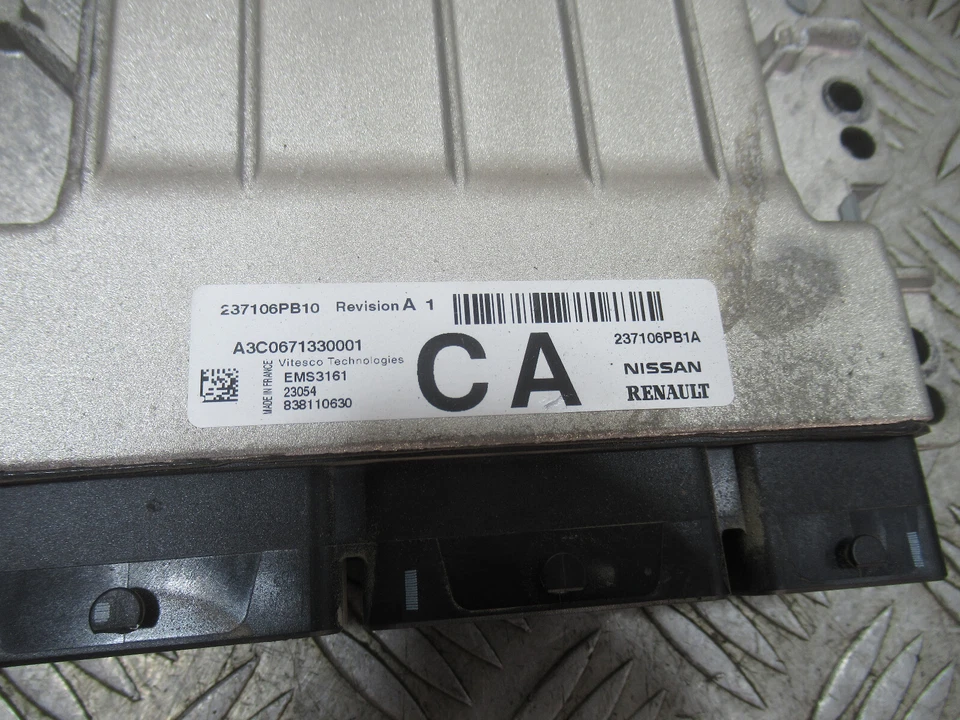 237106PB10 Revision A 1
237106PB1A
A3C0671330001
Vitesco Technologies
EMS3161
23054
838110630
MADE IN FRANCE
CA
NISSAN
RENAULT